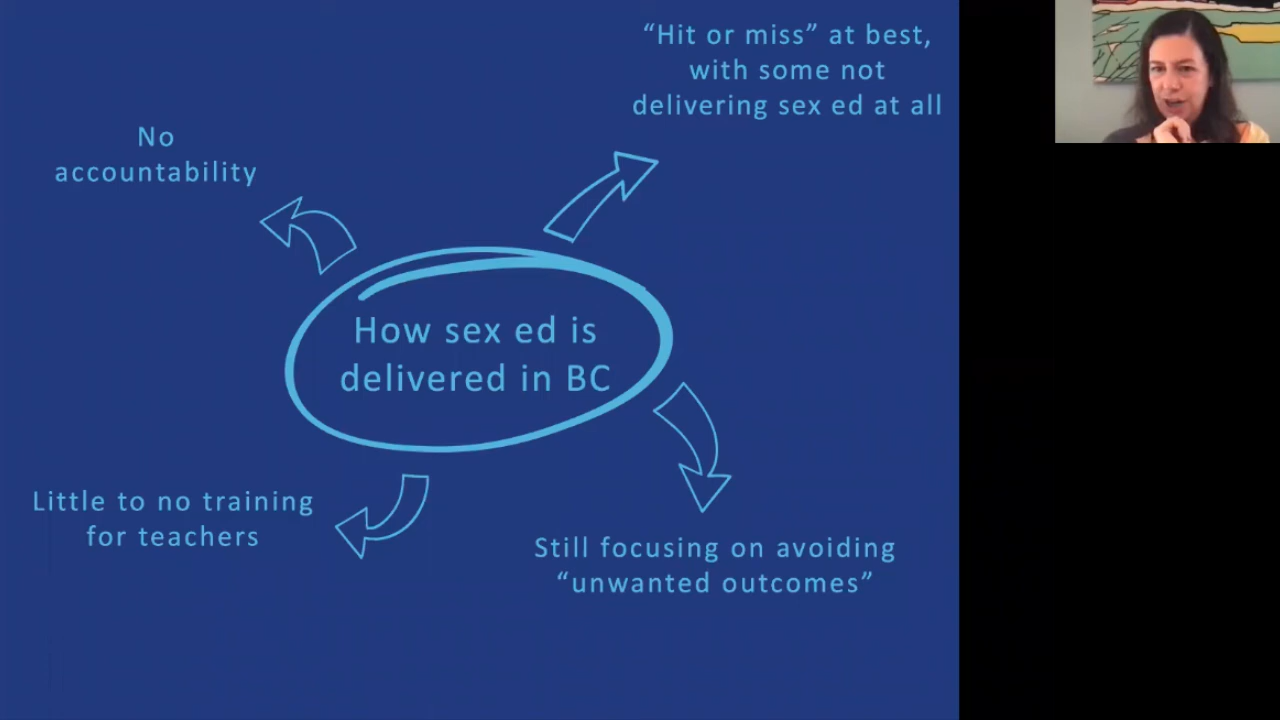 “Hit or miss” at best,
with some not
delivering sex ed at all
No
accountability
How sex ed is
delivered in BC
Little to no training
for teachers
Still focusing on avoiding
“unwanted outcomes”